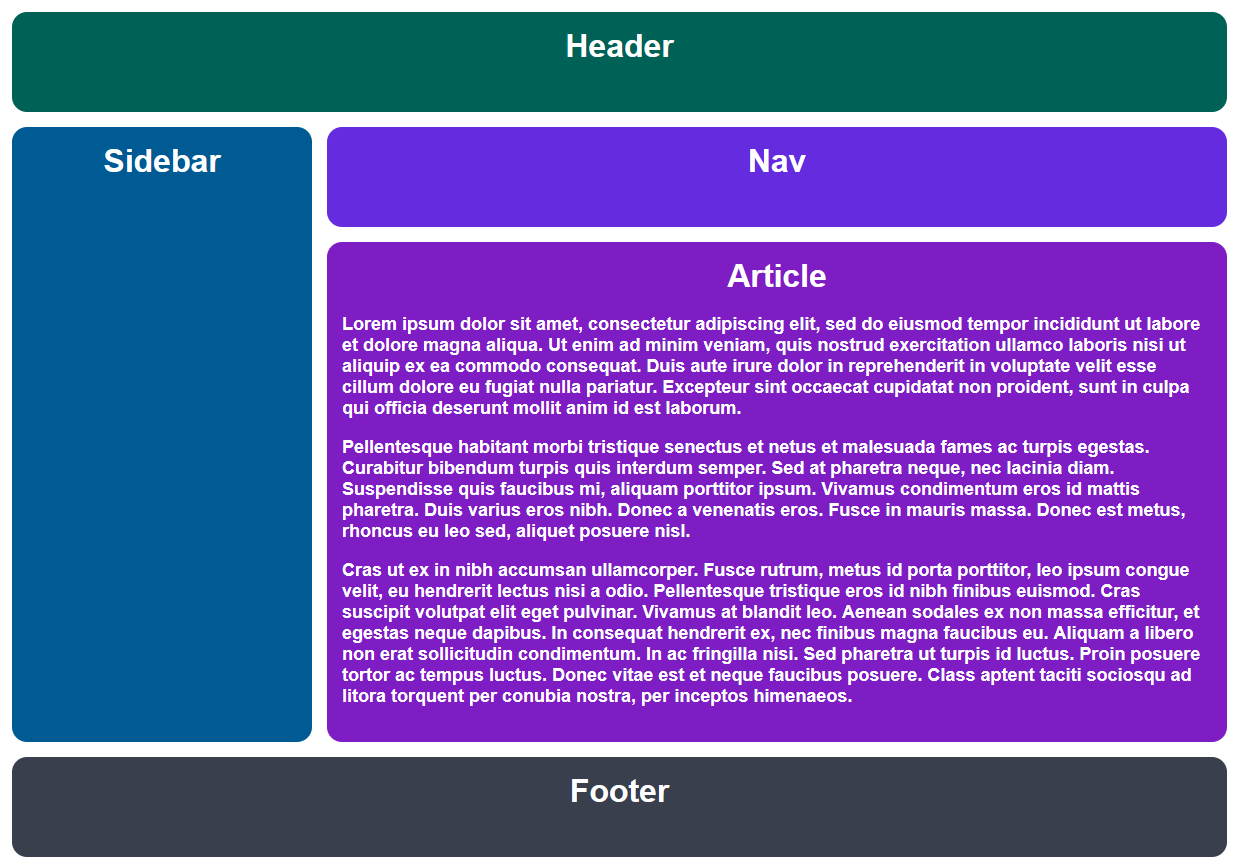 Header
Sidebar
Nav
Article
Lorem ipsum dolor sit amet, consectetur adipiscing elit, sed do eiusmod tempor incididunt ut labore
et dolore magna aliqua. Ut enim ad minim veniam, quis nostrud exercitation ullamco laboris nisi ut
aliquip ex ea commodo consequat. Duis aute irure dolor in reprehenderit in voluptate velit esse
cillum dolore eu fugiat nulla pariatur. Excepteur sint occaecat cupidatat non proident, sunt in culpa
qui officia deserunt mollit anim id est laborum.
Pellentesque habitant morbi tristique senectus et netus et malesuada fames ac turpis egestas.
Curabitur bibendum turpis quis interdum semper. Sed at pharetra neque, nec lacinia diam.
Suspendisse quis faucibus mi, aliquam porttitor ipsum. Vivamus condimentum eros id mattis
pharetra. Duis varius eros nibh. Donec a venenatis eros. Fusce in mauris massa. Donec est metus,
rhoncus eu leo sed, aliquet posuere nisl.
Cras ut ex in nibh accumsan ullamcorper. Fusce rutrum, metus id porta porttitor, leo ipsum congue
velit, eu hendrerit lectus nisi a odio. Pellentesque tristique eros id nibh finibus euismod. Cras
suscipit volutpat elit eget pulvinar. Vivamus at blandit leo. Aenean sodales ex non massa efficitur, et
egestas neque dapibus. In consequat hendrerit ex, nec finibus magna faucibus eu. Aliquam a libero
non erat sollicitudin condimentum. In ac fringilla nisi. Sed pharetra ut turpis id luctus. Proin posuere
tortor ac tempus luctus. Donec vitae est et neque faucibus posuere. Class aptent taciti sociosqu ad
litora torquent per conubia nostra, per inceptos himenaeos.
Footer